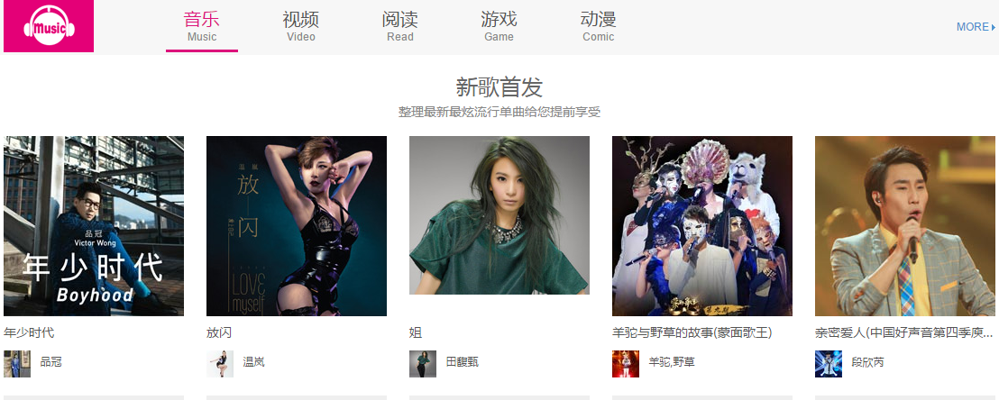 Music
音乐
Music
视频
Video
阅读
Read
游戏
Game
动漫
Comic
MORE
新歌首发
整理最新最炫流行单曲给您提前享受
品冠
Victor Wong
年少时代
Boyhood
温岚
放闪
LOVE
myself
第九期
年少时代
放闪
姐
羊驼与野草的故事(蒙面歌王)
亲密爱人(中国好声音第四季庾...
品冠
温岚
田馥甄
羊驼,野草
段欣芮